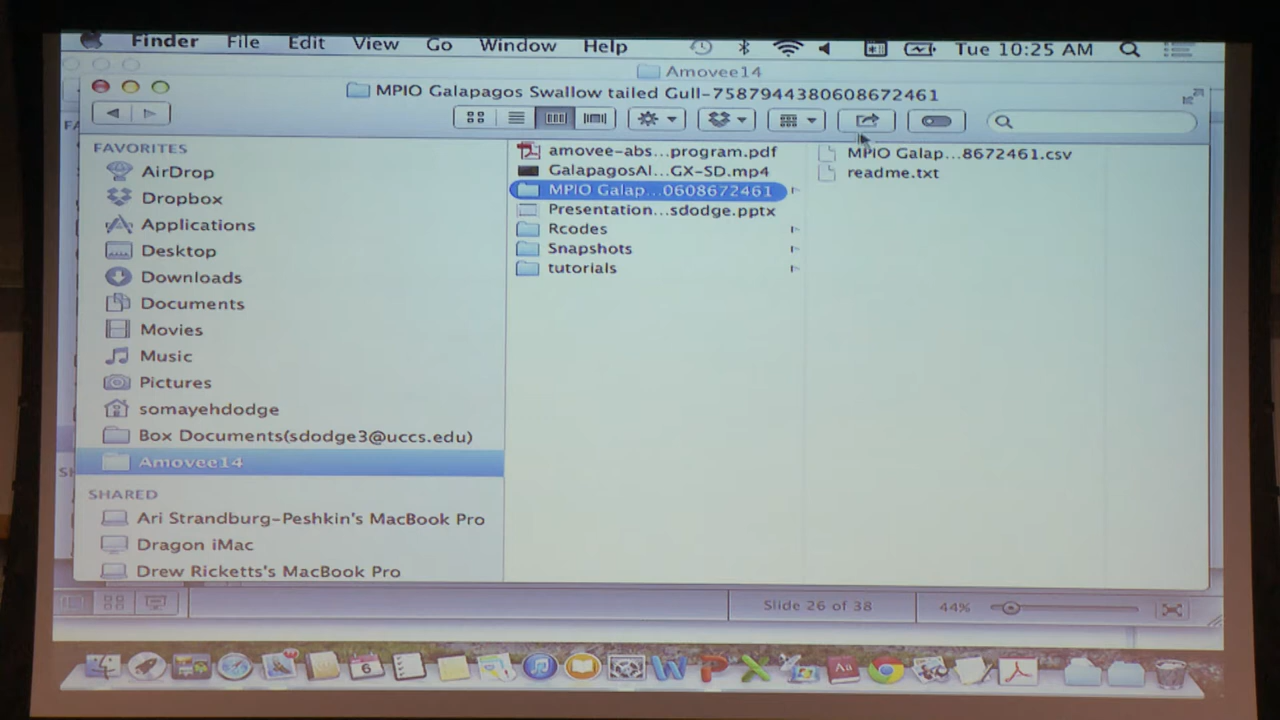 Finder File Edit View Go Window Help Tue 10:25 AM
Amovee14
MPIO Galapagos Swallow tailed Gull-7587944380608672461
FAVORITES
AirDrop
Dropbox
Applications
Desktop
Downloads
Documents
Movies
Music
Pictures
somayehdodge
Box Documents(sdodge3@uccs.edu)
Amovee14
SHARED
Ari Strandburg-Peshkin's MacBook Pro
Dragon iMac
Drew Ricketts's MacBook Pro
amovee-abs...program.pdf
GalapagosAl...GX-SD.mp4
MPIO Galap...0608672461
Presentation...sdodge.pptx
Rcodes
Snapshots
tutorials
MPIO Galap...8672461.csv
readme.txt
Slide 26 of 38 44%
6
Aa